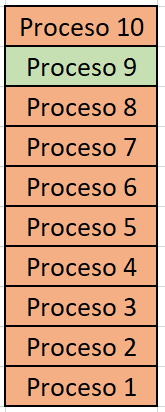 Proceso 10
Proceso 9
Proceso 8
Proceso 7
Proceso 6
Proceso 5
Proceso 4
Proceso 3
Proceso 2
Proceso 1